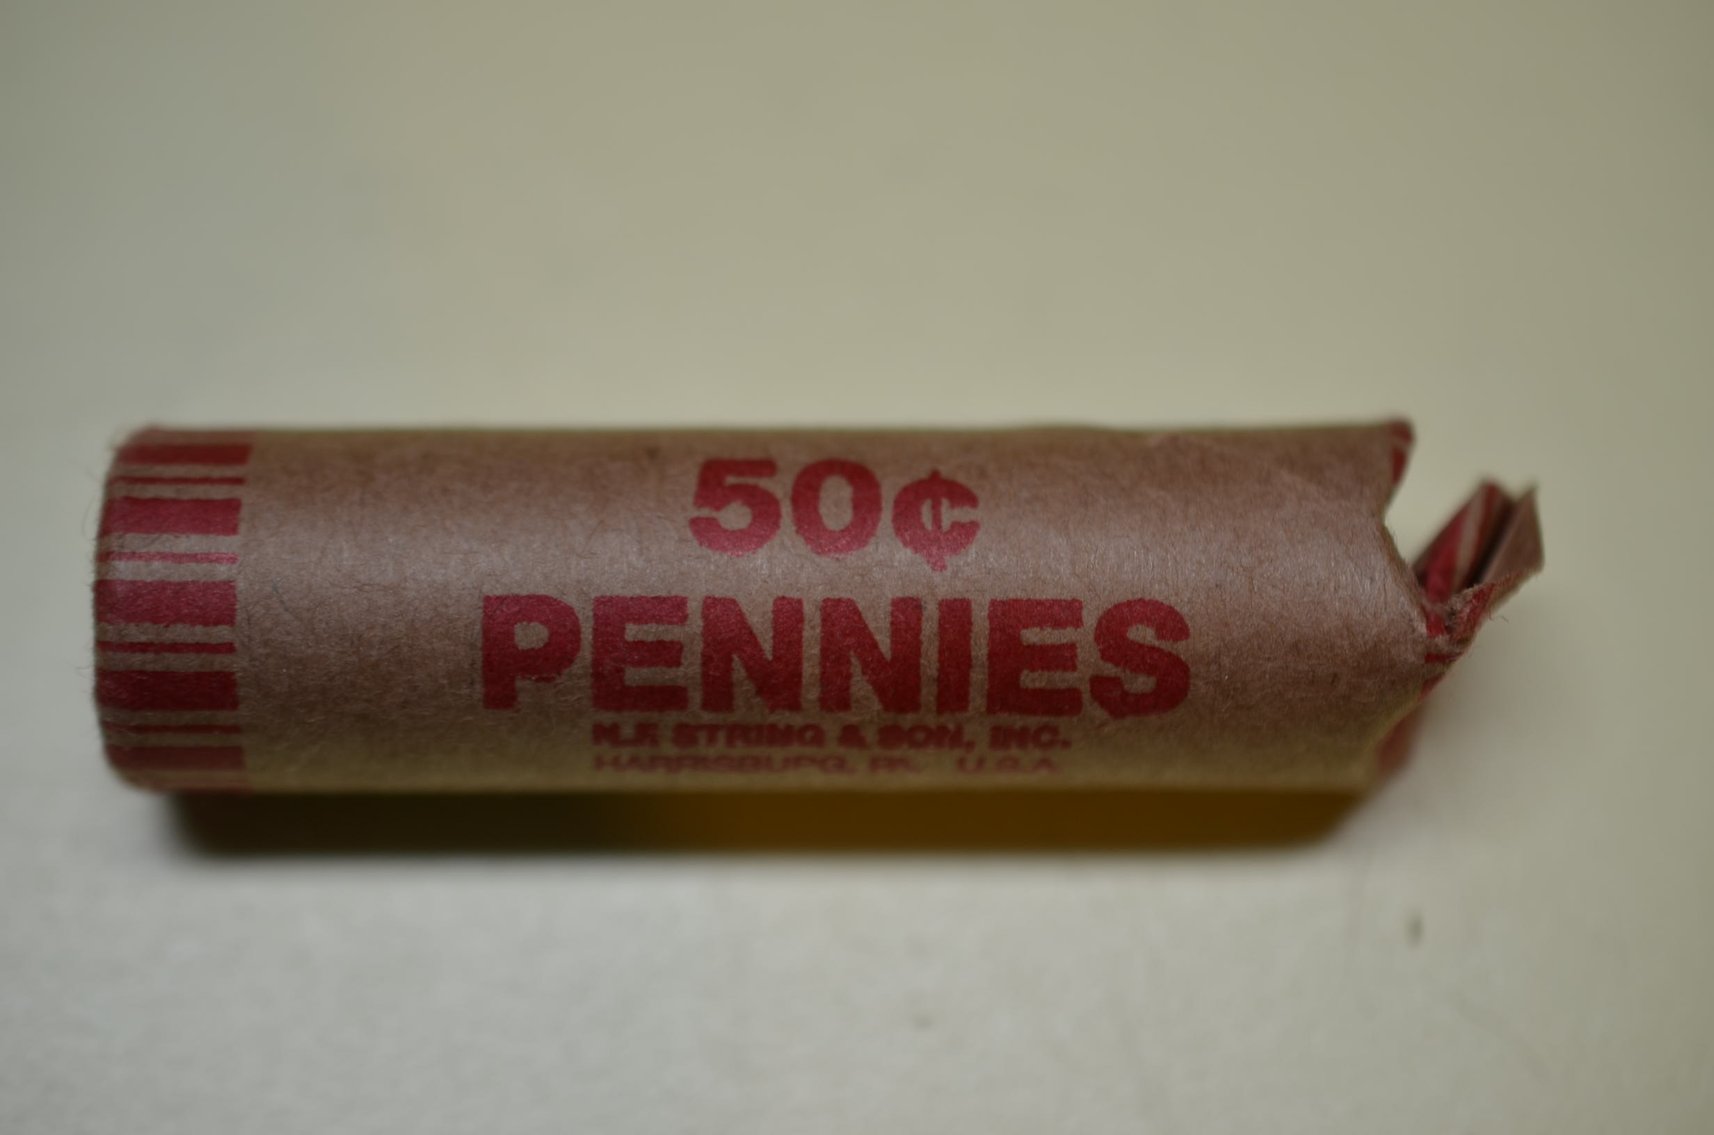 50¢
PENNIES
N.F. STRING & SON, INC.
HARRISBURG, PA. U.S.A.